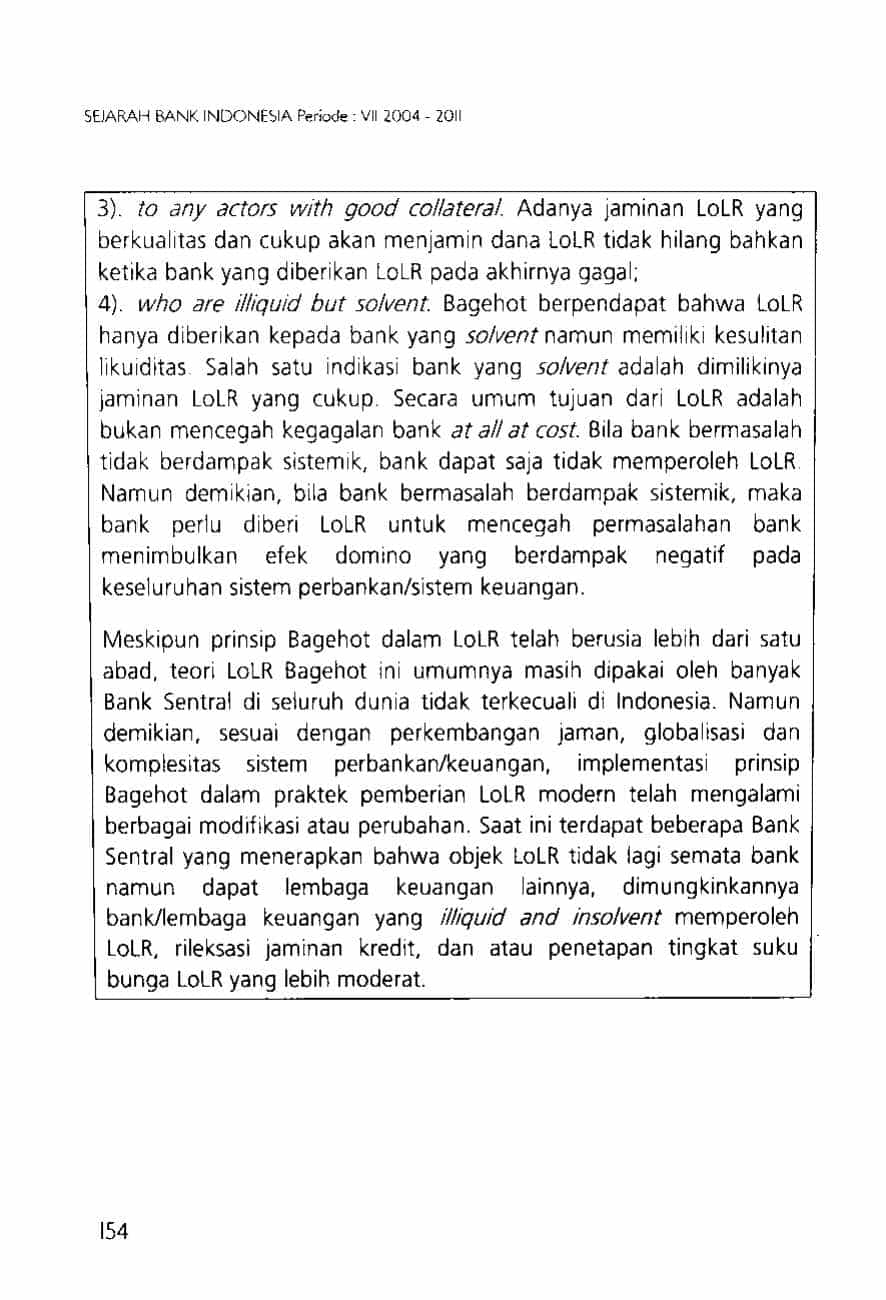 SEJARAH BANK INDONESIA Periode : VII 2004 - 2011
3). to any actors with good collateral. Adanya jaminan LoLR yang
berkualitas dan cukup akan menjamin dana LoLR tidak hilang bahkan
ketika bank yang diberikan LoLR pada akhirnya gagal;
4). who are illiquid but solvent. Bagehot berpendapat bahwa LoLR
hanya diberikan kepada bank yang solvent namun memiliki kesulitan
likuiditas. Salah satu indikasi bank yang solvent adalah dimilikinya
jaminan LoLR yang cukup. Secara umum tujuan dari LoLR adalah
bukan mencegah kegagalan bank at all at cost. Bila bank bermasalah
tidak berdampak sistemik, bank dapat saja tidak memperoleh LoLR.
Namun demikian, bila bank bermasalah berdampak sistemik, maka
bank perlu diberi LoLR untuk mencegah permasalahan bank
menimbulkan efek domino yang berdampak negatif pada
keseluruhan sistem perbankan/sistem keuangan.
Meskipun prinsip Bagehot dalam LoLR telah berusia lebih dari satu
abad, teori LoLR Bagehot ini umumnya masih dipakai oleh banyak
Bank Sentral di seluruh dunia tidak terkecuali di Indonesia. Namun
demikian, sesuai dengan perkembangan jaman, globalisasi dan
komplesitas sistem perbankan/keuangan, implementasi prinsip
Bagehot dalam praktek pemberian LoLR modern telah mengalami
berbagai modifikasi atau perubahan. Saat ini terdapat beberapa Bank
Sentral yang menerapkan bahwa objek LoLR tidak lagi semata bank
namun dapat lembaga keuangan lainnya, dimungkinkannya
bank/lembaga keuangan yang illiquid and insolvent memperoleh
LoLR, rileksasi jaminan kredit, dan atau penetapan tingkat suku
bunga LoLR yang lebih moderat.
154